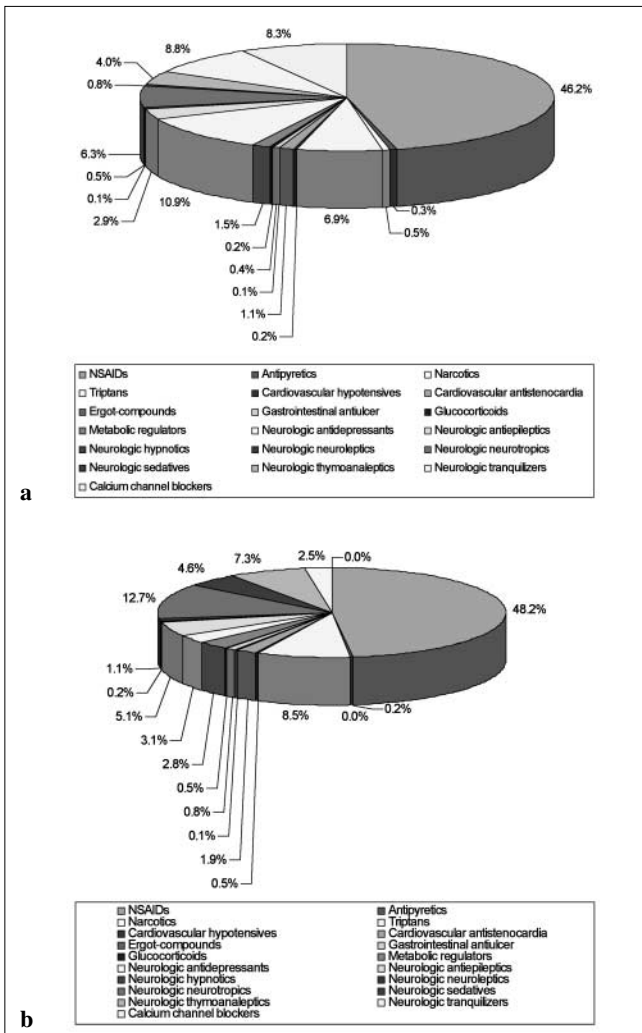 8.3%
8.8%
4.0%
0.8%
46.2%
6.3%
0.5%
0.1%
2.9%
10.9%
1.5%
0.2%
0.4%
0.1%
1.1%
0.2%
6.9%
0.5%
0.3%
NSAIDs Antipyretics Narcotics
Triptans Cardiovascular hypotensives Cardiovascular antistenocardia
Ergot-compounds Gastrointestinal antiulcer Glucocorticoids
Metabolic regulators Neurologic antidepressants Neurologic antiepileptics
Neurologic hypnotics Neurologic neuroleptics Neurologic neurotropics
Neurologic sedatives Neurologic thymoanaleptics Neurologic tranquilizers
Calcium channel blockers
a
7.3% 2.5% 0.0%
4.6%
12.7%
48.2%
1.1%
0.2%
5.1%
3.1%
2.8%
0.5%
0.8%
0.1%
1.9%
0.5%
8.5%
0.0%
0.2%
NSAIDs Antipyretics
Narcotics Triptans
Cardiovascular hypotensives Cardiovascular antistenocardia
Ergot-compounds Gastrointestinal antiulcer
Glucocorticoids Metabolic regulators
Neurologic antidepressants Neurologic antiepileptics
Neurologic hypnotics Neurologic neuroleptics
Neurologic neurotropics Neurologic sedatives
Neurologic thymoanaleptics Neurologic tranquilizers
Calcium channel blockers
b